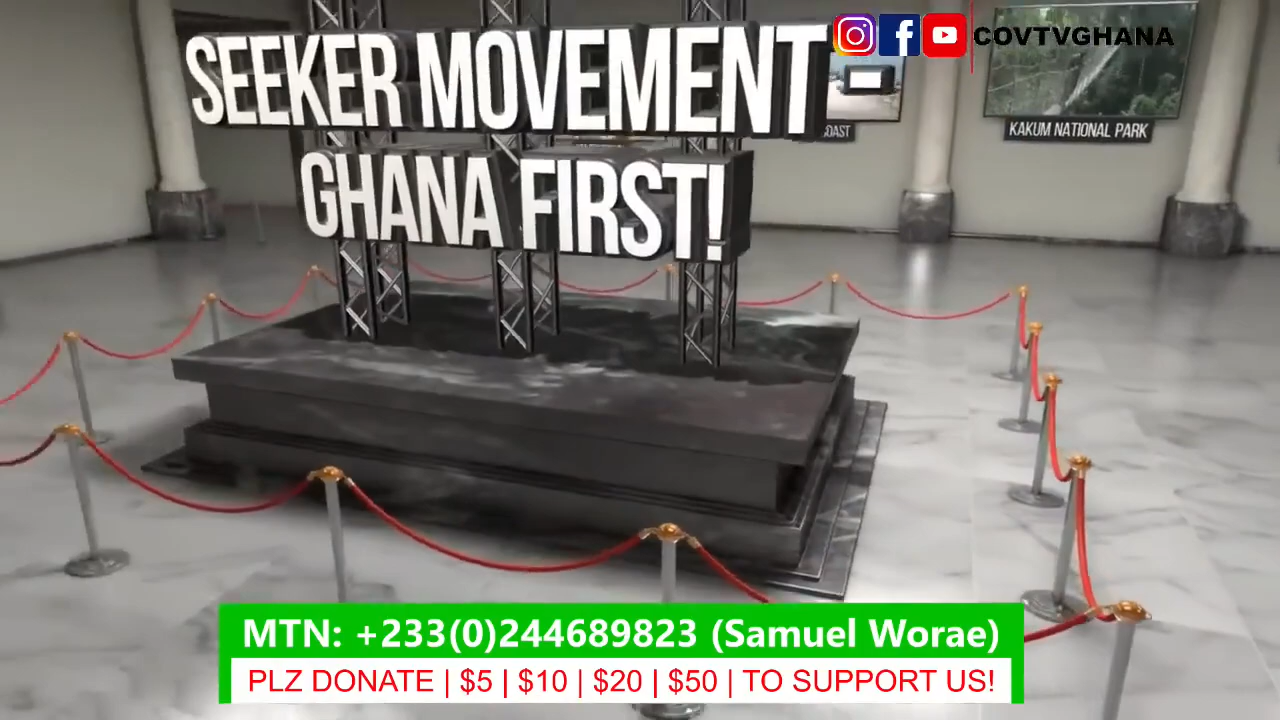 SEEKER MOVEMENT
GHANA FIRST!
COVTVGHANA
OAST
KAKUM NATIONAL PARK
MTN: +233(0)244689823 (Samuel Worae)
PLZ DONATE | $5 | $10 | $20 | $50 | TO SUPPORT US!